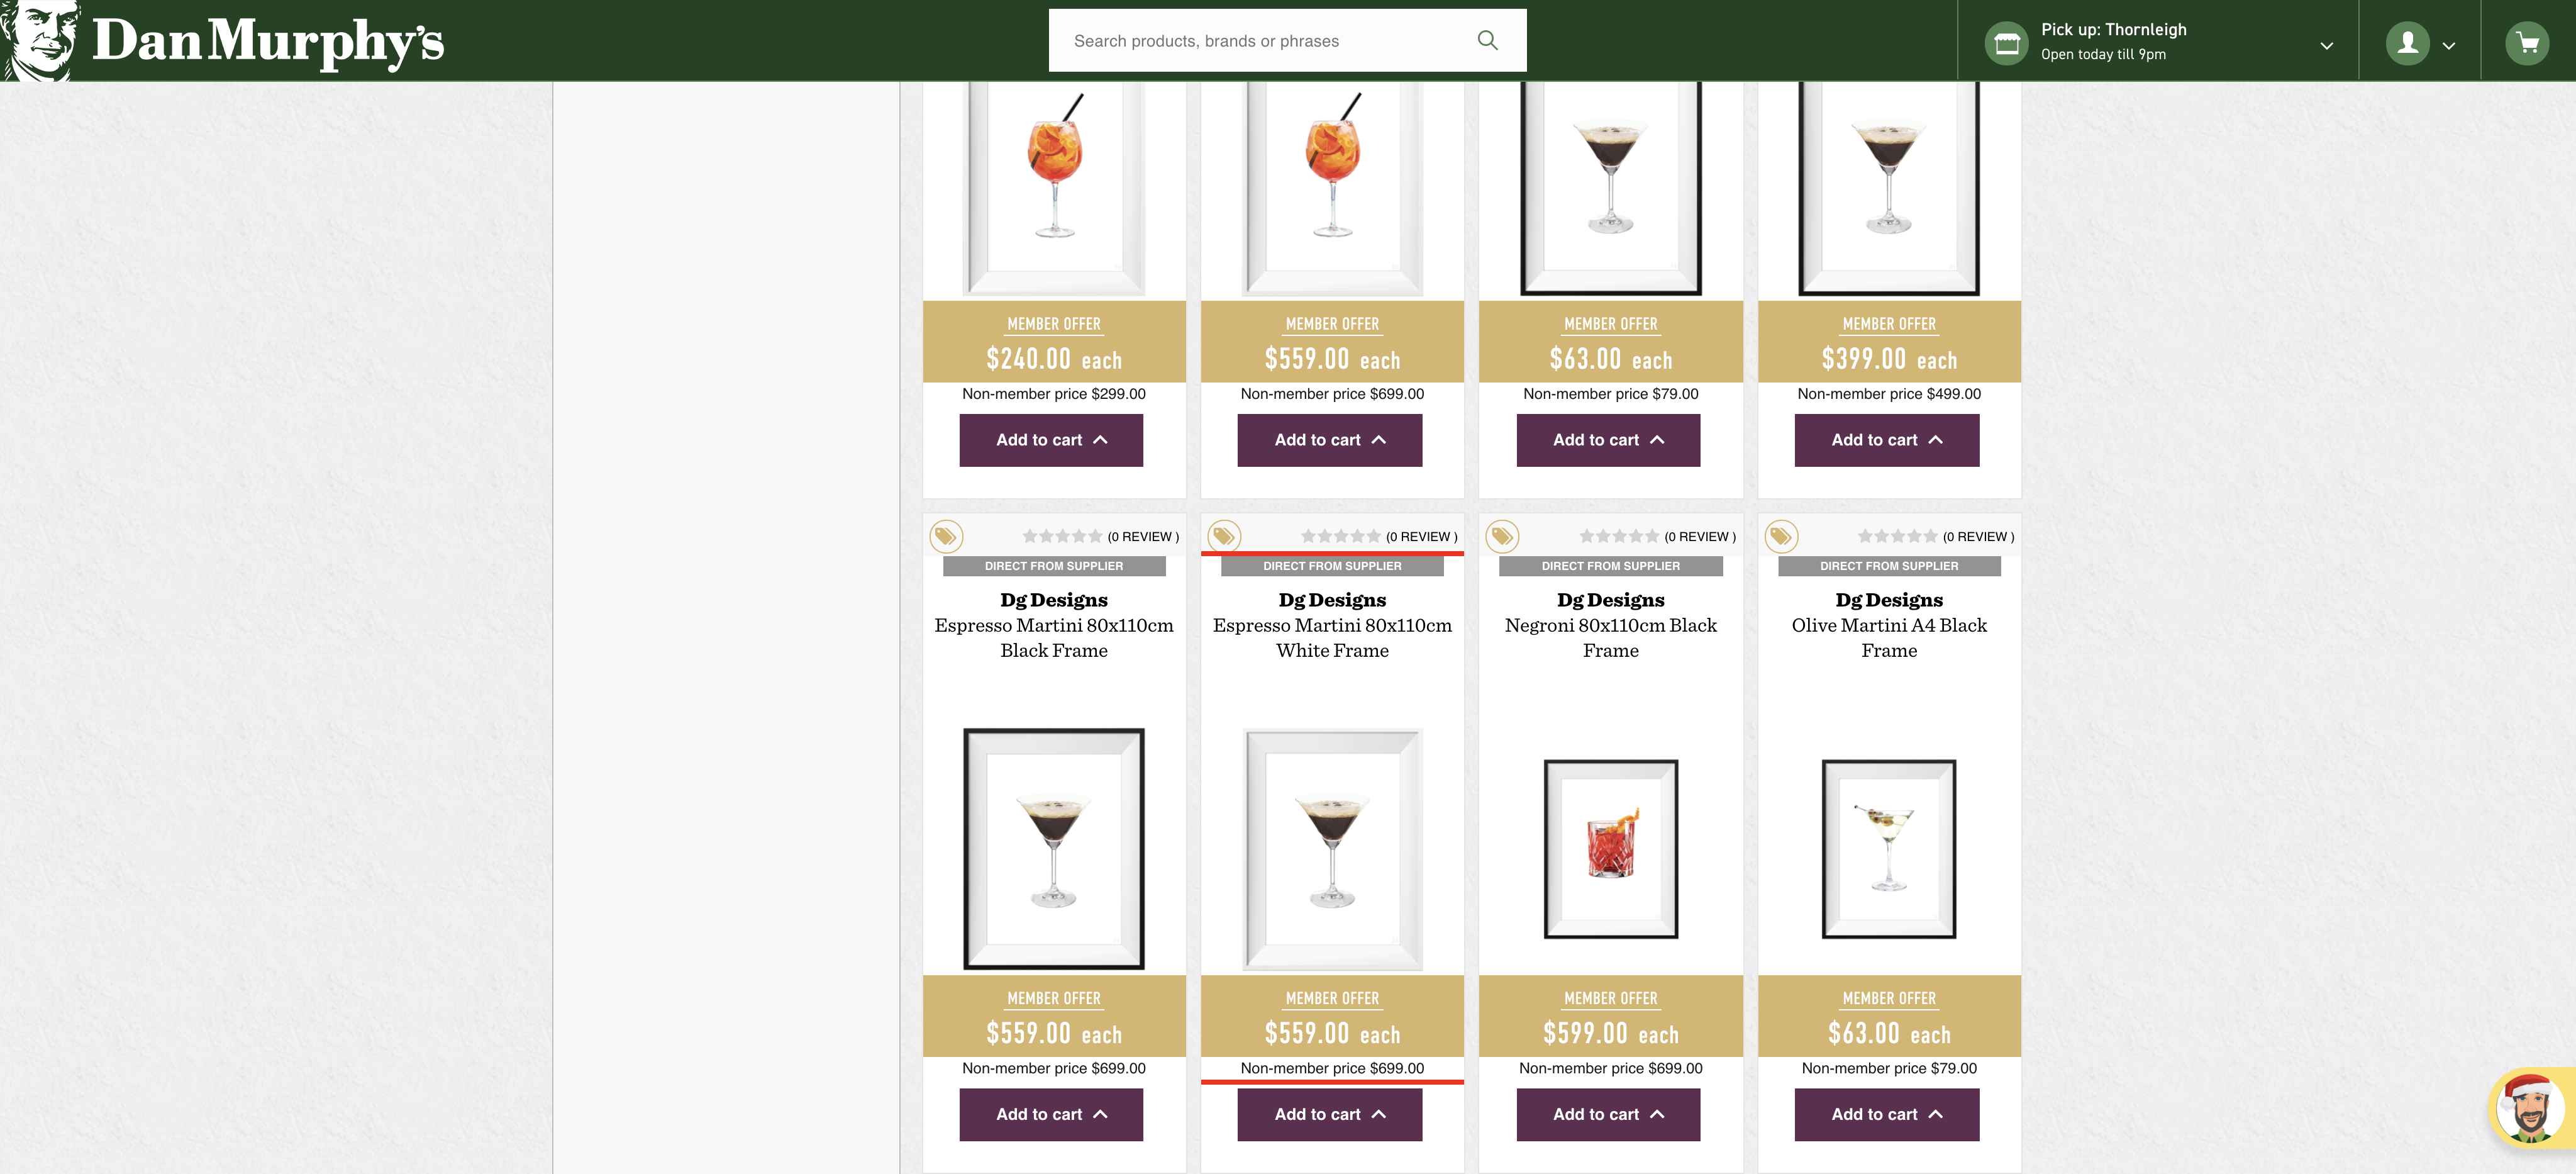 Dan Murphy's
Search products, brands or phrases
Pick up: Thornleigh
Open today till 9pm
MEMBER OFFER
$240.00 each
Non-member price $299.00
Add to cart
MEMBER OFFER
$559.00 each
Non-member price $699.00
Add to cart
MEMBER OFFER
$63.00 each
Non-member price $79.00
Add to cart
MEMBER OFFER
$399.00 each
Non-member price $499.00
Add to cart
(0 REVIEW )
DIRECT FROM SUPPLIER
Dg Designs
Espresso Martini 80x110cm
Black Frame
MEMBER OFFER
$559.00 each
Non-member price $699.00
Add to cart
(0 REVIEW )
DIRECT FROM SUPPLIER
Dg Designs
Espresso Martini 80x110cm
White Frame
MEMBER OFFER
$559.00 each
Non-member price $699.00
Add to cart
(0 REVIEW )
DIRECT FROM SUPPLIER
Dg Designs
Negroni 80x110cm Black
Frame
MEMBER OFFER
$599.00 each
Non-member price $699.00
Add to cart
(0 REVIEW )
DIRECT FROM SUPPLIER
Dg Designs
Olive Martini A4 Black
Frame
MEMBER OFFER
$63.00 each
Non-member price $79.00
Add to cart